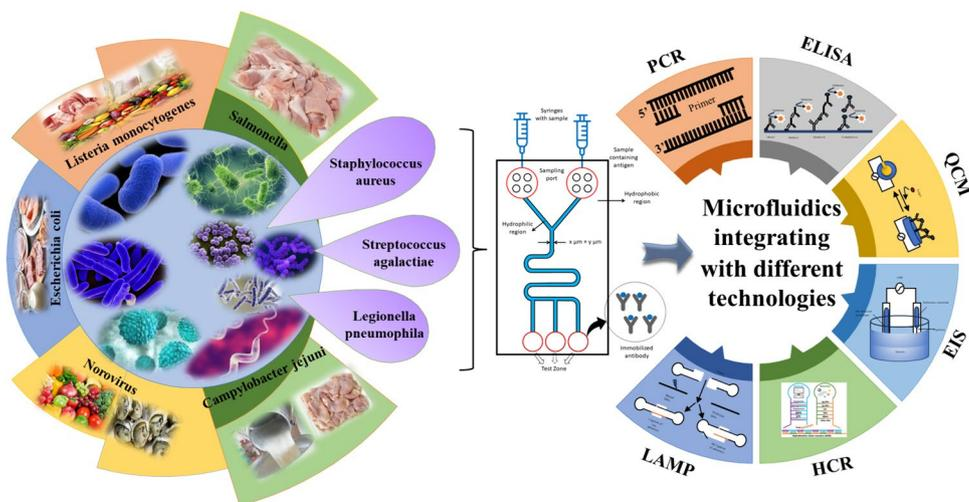 Listeria monocytogenes
Salmonella
Escherichia coli
Norovirus
Campylobacter jejuni
Staphylococcus
aureus
Streptococcus
agalactiae
Legionella
pneumophila
Syringes
with sample
Sampling
port
Sample
containing
antigen
Hydrophobic
region
Hydrophilic
region
x µm × y µm
Immobilized
antibody
Test Zone
Microfluidics
integrating
with different
technologies
PCR
5'
Primer
3'
ELISA
QCM
EIS
HCR
LAMP